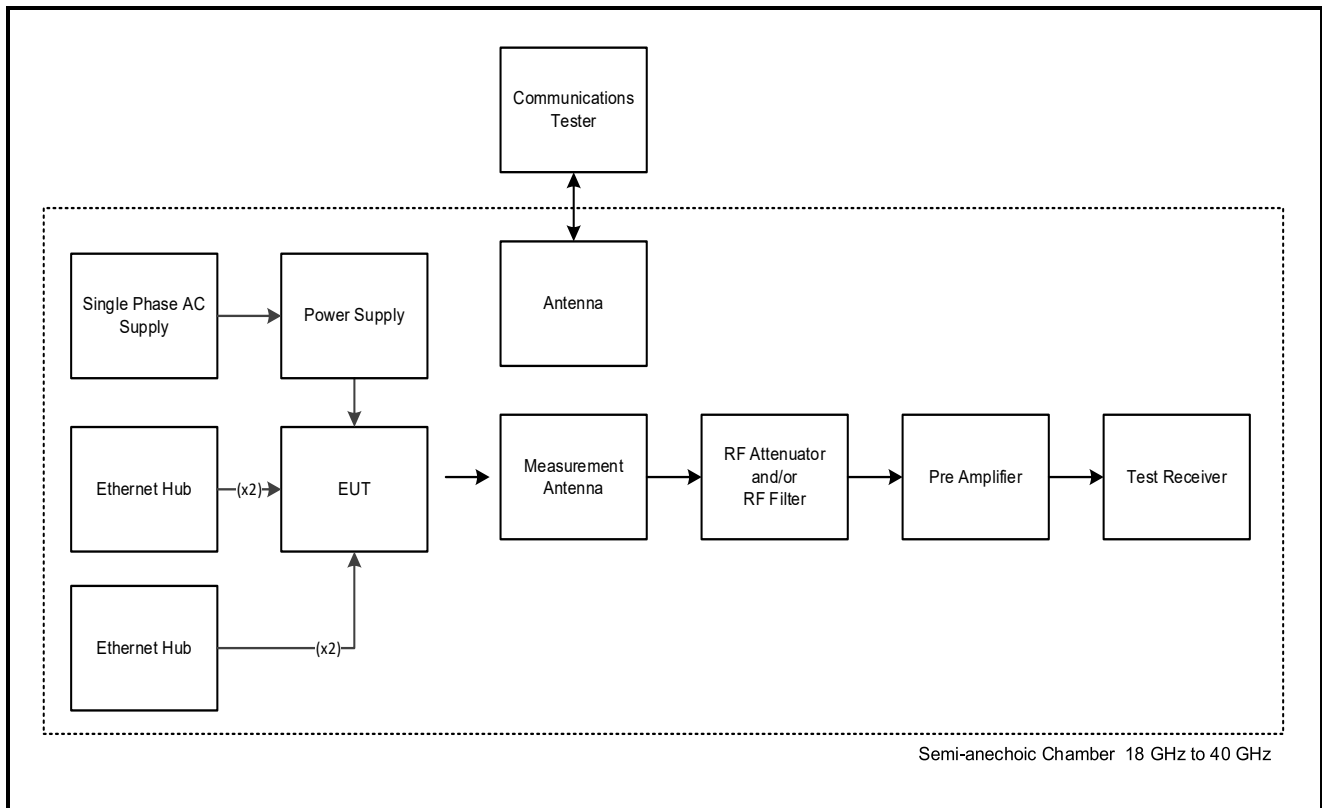 Communications
Tester
Single Phase AC
Supply
Power Supply
Antenna
Ethernet Hub
(x2)
EUT
Measurement
Antenna
RF Attenuator
and/or
RF Filter
Pre Amplifier
Test Receiver
Ethernet Hub
(x2)
Semi-anechoic Chamber 18 GHz to 40 GHz